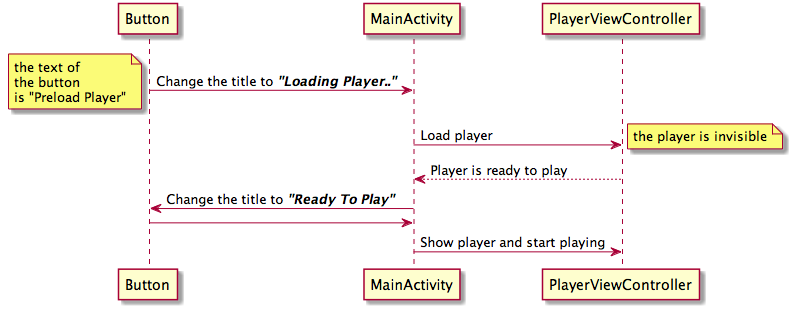 Button
MainActivity
PlayerViewController
the text of
the button
is "Preload Player"
Change the title to "Loading Player.."
Load player
the player is invisible
Player is ready to play
Change the title to "Ready To Play"
Show player and start playing
Button
MainActivity
PlayerViewController